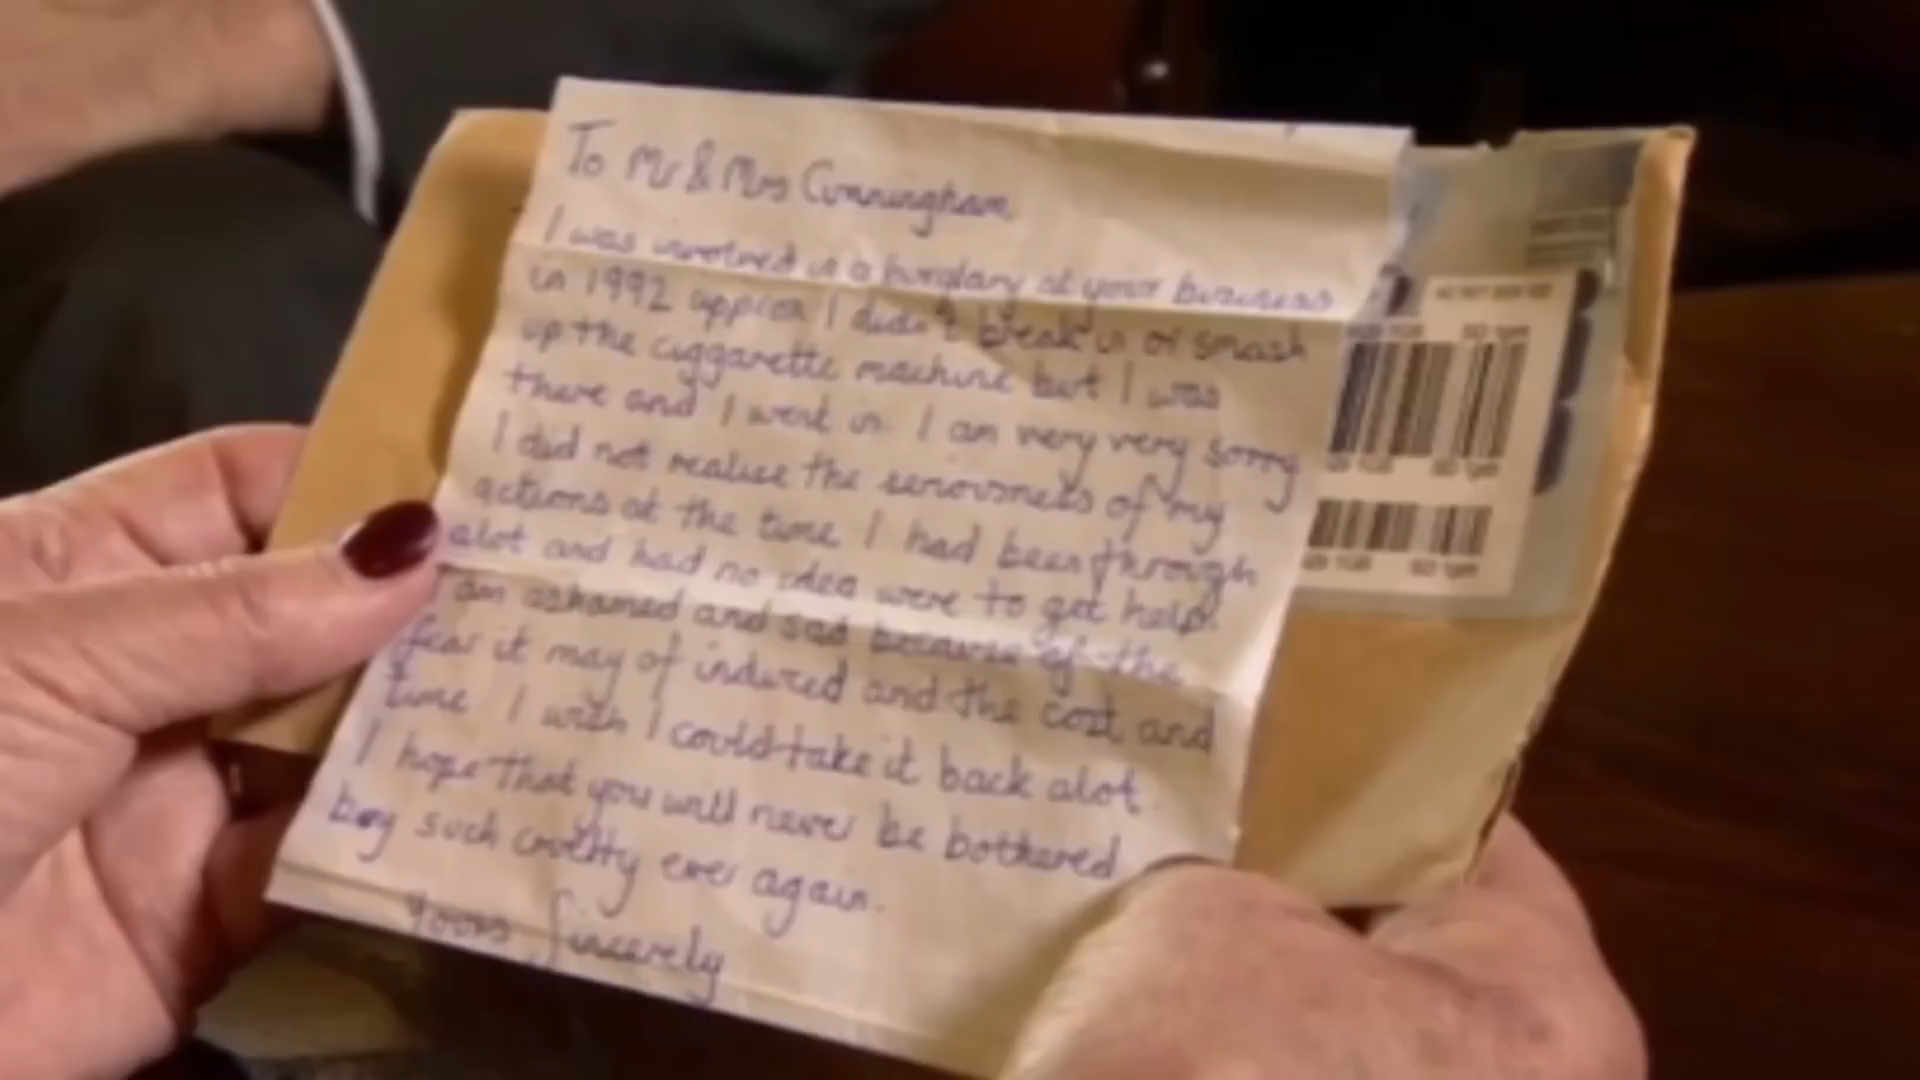 To Mr & Mrs Cunningham
I was involved in a burglary at your business
in 1992 approx I didn't break in or smash
up the ciggarette machine but I was
there and I went in. I am very very sorry
I did not realise the seriousness of my
actions at the time I had been through
alot and had no idea were to get help.
I am ashamed and sad because of the
fear it may of indured and the cost and
time I wish I could take it back alot.
I hope that you will never be bothered
by such cruelty ever again.
Yours Sincerely